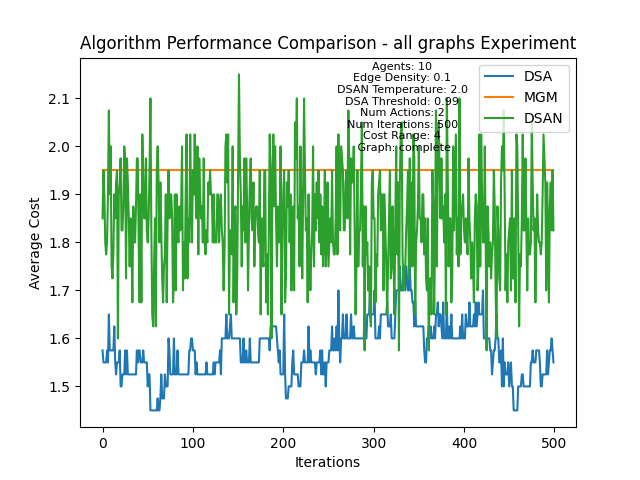 Algorithm Performance Comparison - all graphs Experiment
Agents: 10
Edge Density: 0.1
DSAN Temperature: 2.0
DSA Threshold: 0.99
Num Actions: 2
Num Iterations: 500
Cost Range: 4
Graph: complete
DSA
MGM
DSAN
Average Cost
2.1
2.0
1.9
1.8
1.7
1.6
1.5
0
100
200
300
400
500
Iterations